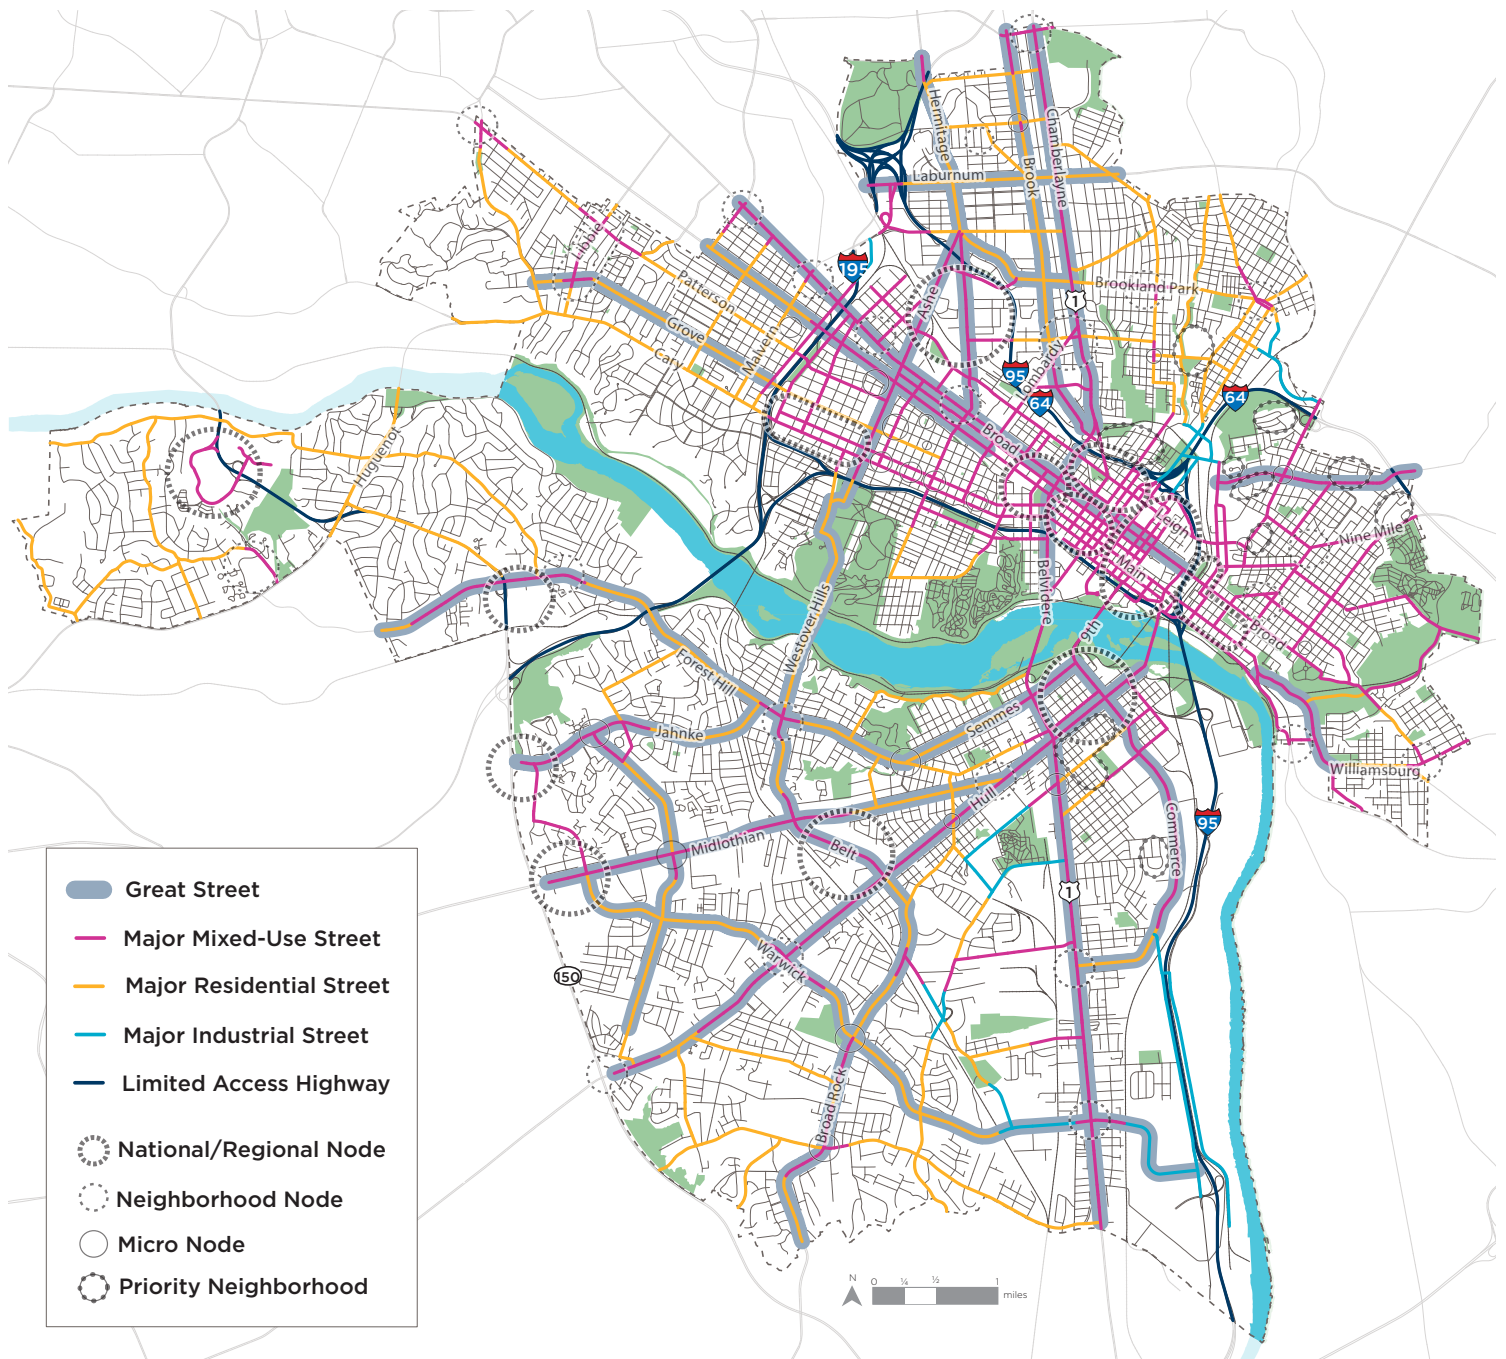 Hermitage
Chamberlayne
Brook
Laburnum
Libbie
195
Patterson
Ashe
Brookland Park
1
Grove
Malvern
Cary
Lombardy
95
64
64
Huguenot
Broad
Leigh
Nine Mile
Main
Belvidere
Westover Hills
9th
Broad
Forest Hill
Semmes
Jahnke
Williamsburg
Hull
Midlothian
Belt
Commerce
95
1
Warwick
150
Broad Rock
Great Street
Major Mixed-Use Street
Major Residential Street
Major Industrial Street
Limited Access Highway
National/Regional Node
Neighborhood Node
Micro Node
Priority Neighborhood
N
0 ¼ ½ 1
miles